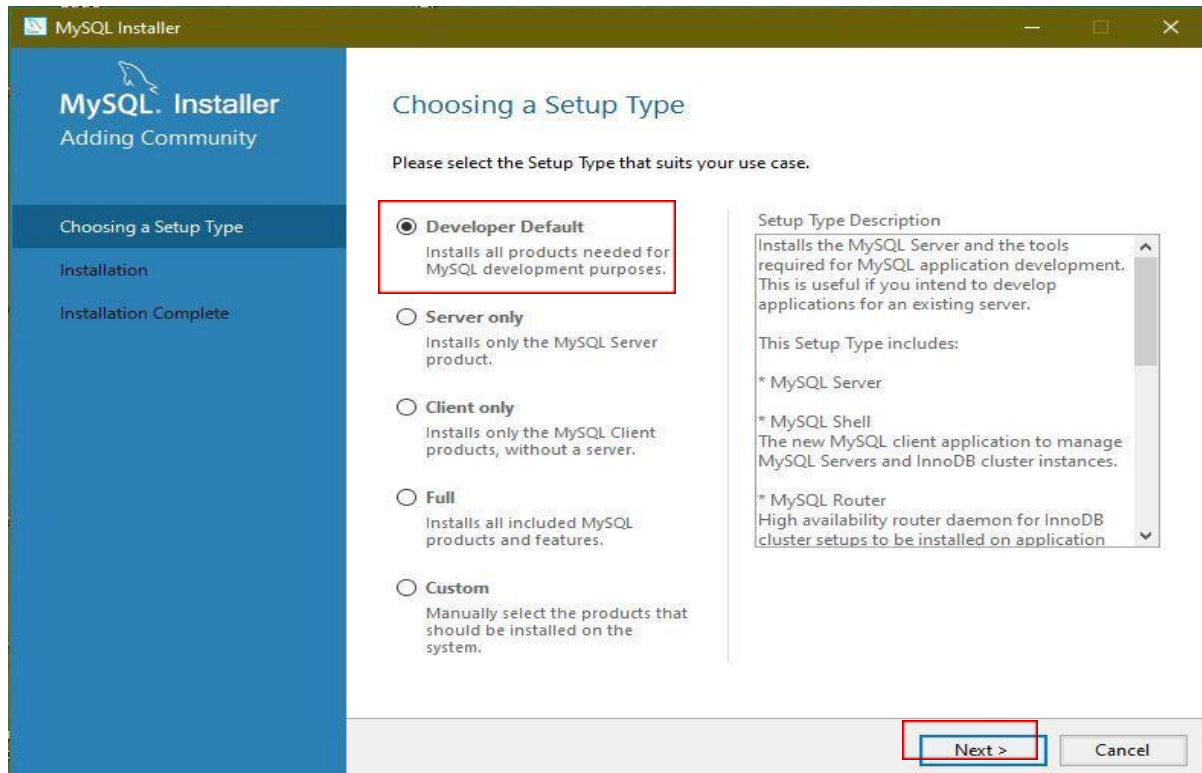 MySQL Installer
MySQL. Installer
Adding Community
Choosing a Setup Type
Installation
Installation Complete
Choosing a Setup Type
Please select the Setup Type that suits your use case.
Developer Default
Installs all products needed for
MySQL development purposes.
Server only
Installs only the MySQL Server
product.
Client only
Installs only the MySQL Client
products, without a server.
Full
Installs all included MySQL
products and features.
Custom
Manually select the products that
should be installed on the
system.
Setup Type Description
Installs the MySQL Server and the tools
required for MySQL application development.
This is useful if you intend to develop
applications for an existing server.
This Setup Type includes:
* MySQL Server
* MySQL Shell
The new MySQL client application to manage
MySQL Servers and InnoDB cluster instances.
* MySQL Router
High availability router daemon for InnoDB
cluster setups to be installed on application
Next >
Cancel